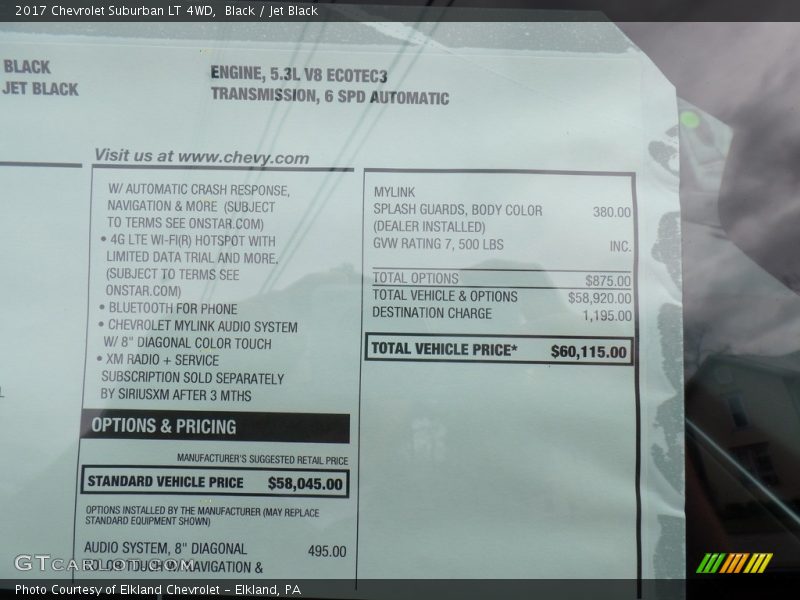 2017 Chevrolet Suburban LT 4WD,  Black / Jet Black
BLACK
JET BLACK
ENGINE, 5.3L V8 ECOTEC3
TRANSMISSION, 6 SPD AUTOMATIC
Visit us at www.chevy.com
W/ AUTOMATIC CRASH RESPONSE,
NAVIGATION & MORE (SUBJECT
TO TERMS SEE ONSTAR.COM)
• 4G LTE WI-FI(R) HOTSPOT WITH
LIMITED DATA TRIAL AND MORE.
(SUBJECT TO TERMS SEE
ONSTAR.COM)
• BLUETOOTH FOR PHONE
• CHEVROLET MYLINK AUDIO SYSTEM
W/ 8" DIAGONAL COLOR TOUCH
• XM RADIO + SERVICE
SUBSCRIPTION SOLD SEPARATELY
BY SIRIUSXM AFTER 3 MTHS
OPTIONS & PRICING
MANUFACTURER'S SUGGESTED RETAIL PRICE
STANDARD VEHICLE PRICE $58,045.00
OPTIONS INSTALLED BY THE MANUFACTURER (MAY REPLACE
STANDARD EQUIPMENT SHOWN)
AUDIO SYSTEM, 8" DIAGONAL 495.00
COLOR TOUCH W/ NAVIGATION &
MYLINK
SPLASH GUARDS, BODY COLOR 380.00
(DEALER INSTALLED)
GVW RATING 7, 500 LBS INC.
TOTAL OPTIONS $875.00
TOTAL VEHICLE & OPTIONS $58,920.00
DESTINATION CHARGE 1,195.00
TOTAL VEHICLE PRICE* $60,115.00
GTCARLOT.COM
Photo Courtesy of Elkland Chevrolet – Elkland, PA